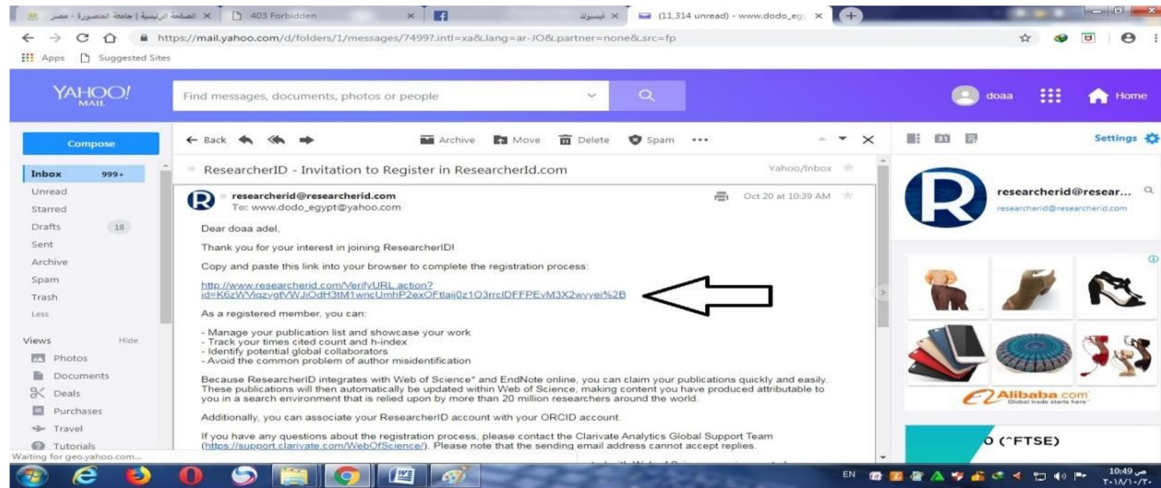 الصفحة الرئيسية | جامعة المنصورة - مصر
403 Forbidden
فيسبوك
(11,314 unread) - www.dodo_eg
https://mail.yahoo.com/d/folders/1/messages/7499?.intl=xa&.lang=ar-JO&.partner=none&.src=fp
Apps Suggested Sites
YAHOO!
MAIL
Find messages, documents, photos or people
doaa
Home
Compose
Back Archive Move Delete Spam
Settings
Inbox 999+
Unread
Starred
Drafts 18
Sent
Archive
Spam
Trash
Less
Views Hide
Photos
Documents
Deals
Purchases
Travel
Tutorials
ResearcherID - Invitation to Register in ResearcherId.com
Yahoo/Inbox
R
researcherid@researcherid.com
Oct 20 at 10:39 AM
To: www.dodo_egypt@yahoo.com
Dear doaa adel,
Thank you for your interest in joining ResearcherID!
Copy and paste this link into your browser to complete the registration process:
http://www.researcherid.com/VerifyURL.action?
As a registered member, you can:
- Manage your publication list and showcase your work
- Track your times cited count and h-index
- Identify potential global collaborators
- Avoid the common problem of author misidentification
Because ResearcherID integrates with Web of Science* and EndNote online, you can claim your publications quickly and easily.
These publications will then automatically be updated within Web of Science, making content you have produced attributable to
you in a search environment that is relied upon by more than 20 million researchers around the world.
Additionally, you can associate your ResearcherID account with your ORCID account.
If you have any questions about the registration process, please contact the Clarivate Analytics Global Support Team
(https://support.clarivate.com/WebOfScience/). Please note that the sending email address cannot accept replies.
R
researcherid@resear...
researcherid@researcherid.com
Alibaba.com
Global trade starts here
O (^FTSE)
Waiting for geo.yahoo.com...
EN
10:49 ص
٢٠١٨/١٠/٢٠